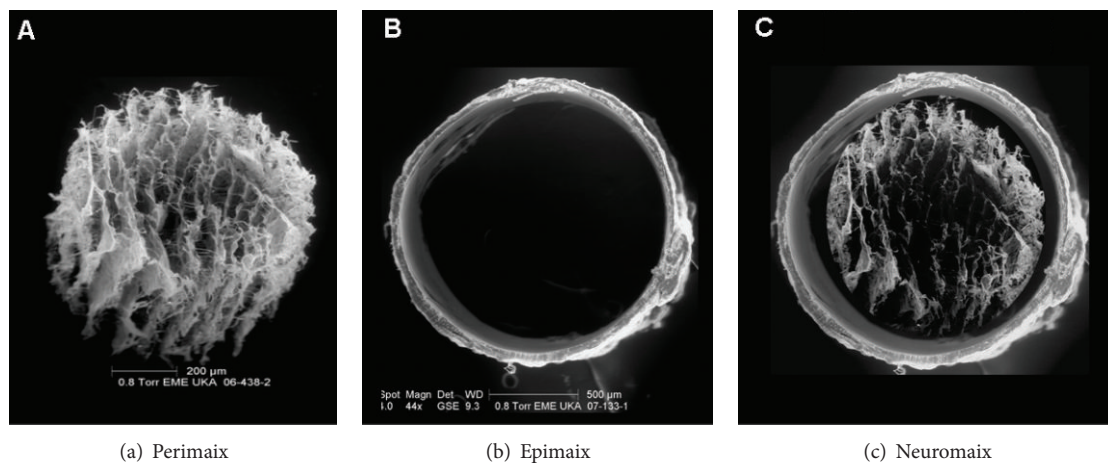 A
200 µm
0.8 Torr EME UKA 06-438-2
B
Spot Magn Det WD
44x GSE 9.3
500 µm
0.8 Torr EME UKA 07-133-1
C
(a) Perimaix
(b) Epimaix
(c) Neuromaix